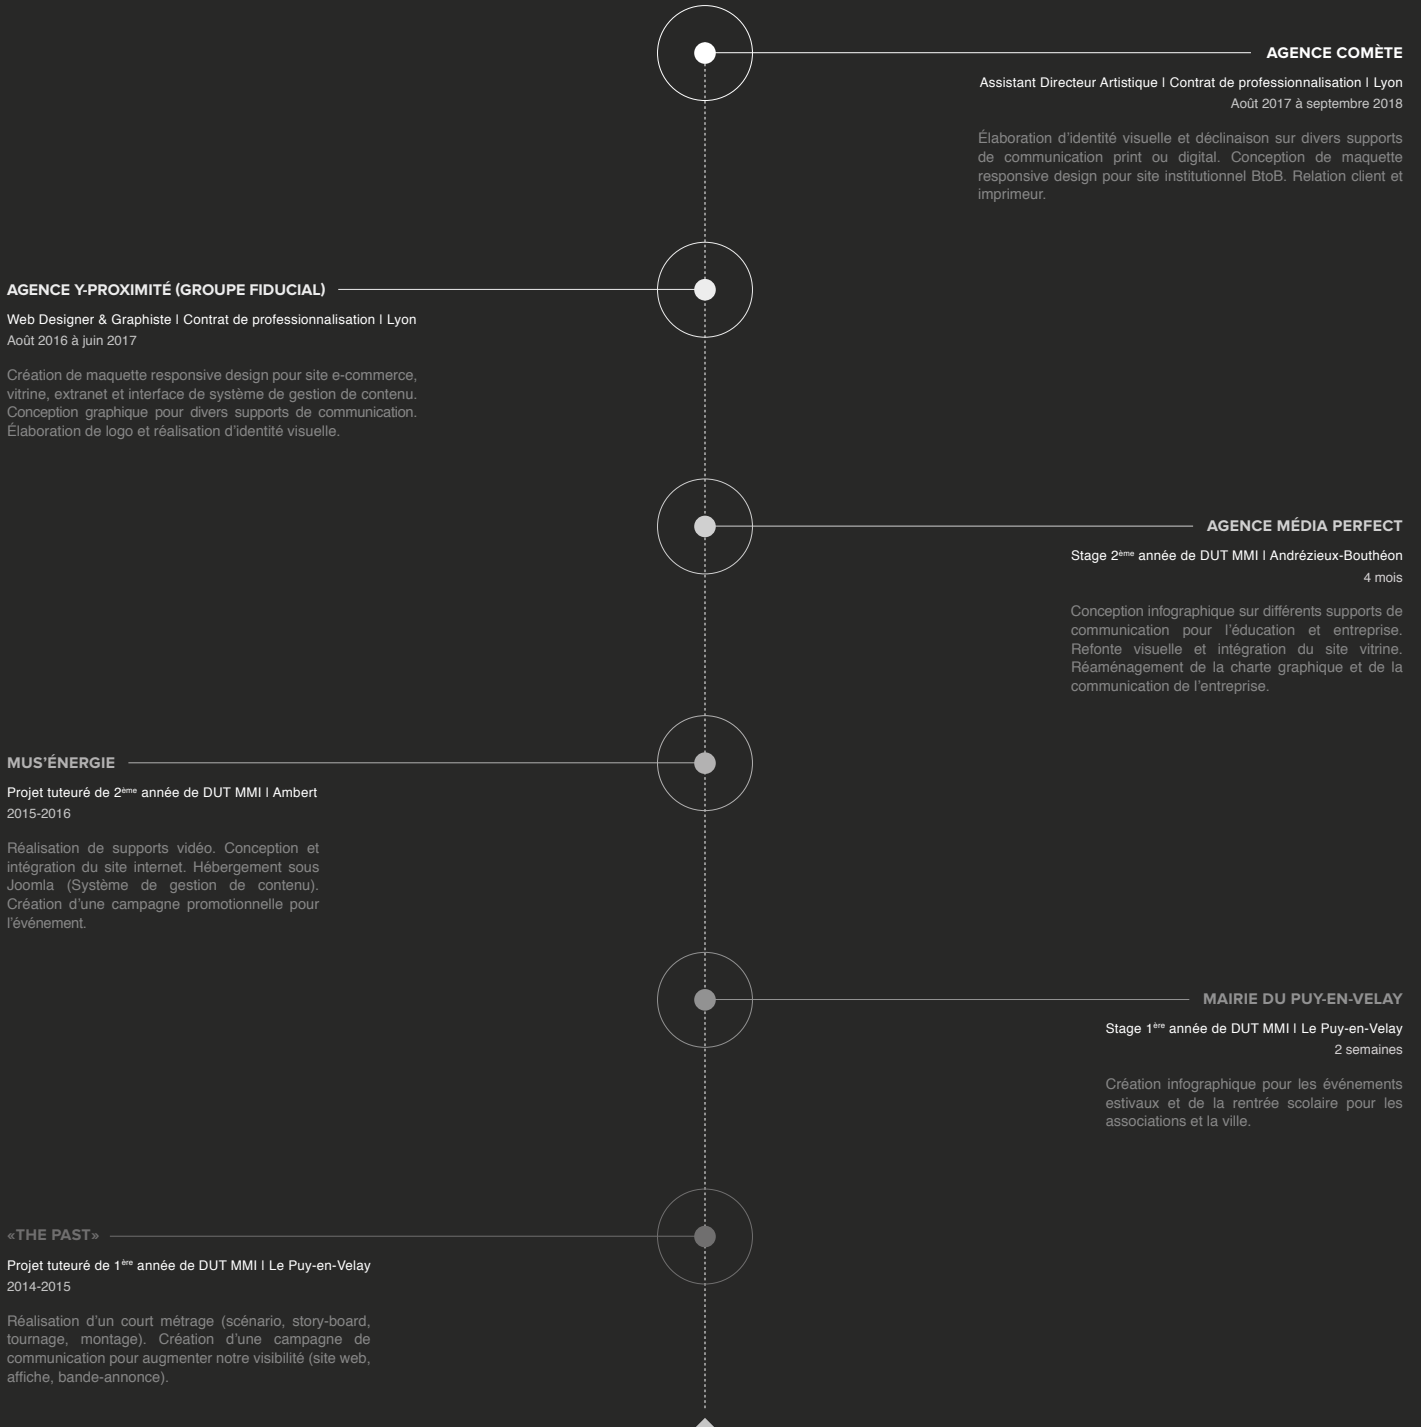 AGENCE COMÈTE
Assistant Directeur Artistique | Contrat de professionnalisation | Lyon
Août 2017 à septembre 2018
Élaboration d'identité visuelle et déclinaison sur divers supports
de communication print ou digital. Conception de maquette
responsive design pour site institutionnel BtoB. Relation client et
imprimeur.
AGENCE Y-PROXIMITÉ (GROUPE FIDUCIAL)
Web Designer & Graphiste | Contrat de professionnalisation | Lyon
Août 2016 à juin 2017
Création de maquette responsive design pour site e-commerce,
vitrine, extranet et interface de système de gestion de contenu.
Conception graphique pour divers supports de communication.
Élaboration de logo et réalisation d'identité visuelle.
AGENCE MÉDIA PERFECT
Stage 2ème année de DUT MMI | Andrézieux-Bouthéon
4 mois
Conception infographique sur différents supports de
communication pour l'éducation et entreprise.
Refonte visuelle et intégration du site vitrine.
Réaménagement de la charte graphique et de la
communication de l'entreprise.
MUS'ÉNERGIE
Projet tuteuré de 2ème année de DUT MMI | Ambert
2015-2016
Réalisation de supports vidéo. Conception et
intégration du site internet. Hébergement sous
Joomla (Système de gestion de contenu).
Création d'une campagne promotionnelle pour
l'événement.
MAIRIE DU PUY-EN-VELAY
Stage 1ère année de DUT MMI | Le Puy-en-Velay
2 semaines
Création infographique pour les événements
estivaux et de la rentrée scolaire pour les
associations et la ville.
«THE PAST»
Projet tuteuré de 1ère année de DUT MMI | Le Puy-en-Velay
2014-2015
Réalisation d'un court métrage (scénario, story-board,
tournage, montage). Création d'une campagne de
communication pour augmenter notre visibilité (site web,
affiche, bande-annonce).